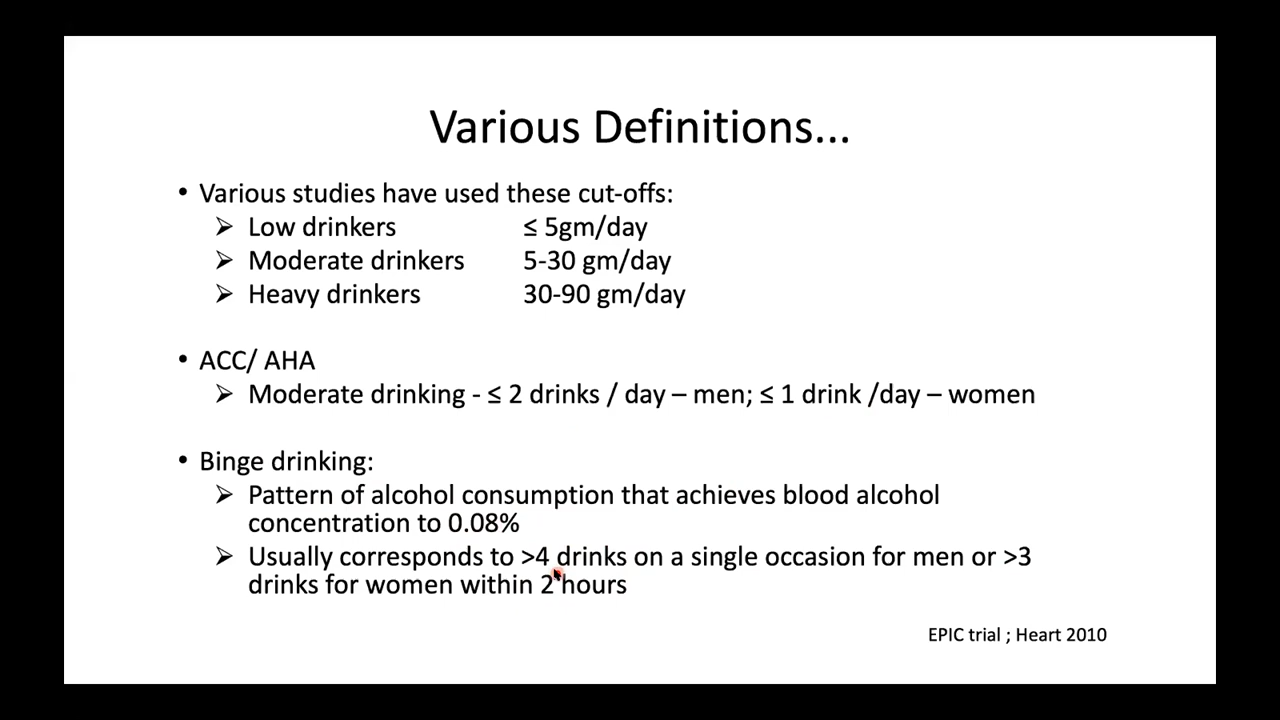 Various Definitions...
• Various studies have used these cut-offs:
➢ Low drinkers ≤ 5gm/day
➢ Moderate drinkers 5-30 gm/day
➢ Heavy drinkers 30-90 gm/day
• ACC/ AHA
➢ Moderate drinking - ≤ 2 drinks / day – men; ≤ 1 drink /day – women
• Binge drinking:
➢ Pattern of alcohol consumption that achieves blood alcohol
concentration to 0.08%
➢ Usually corresponds to >4 drinks on a single occasion for men or >3
drinks for women within 2 hours
EPIC trial ; Heart 2010